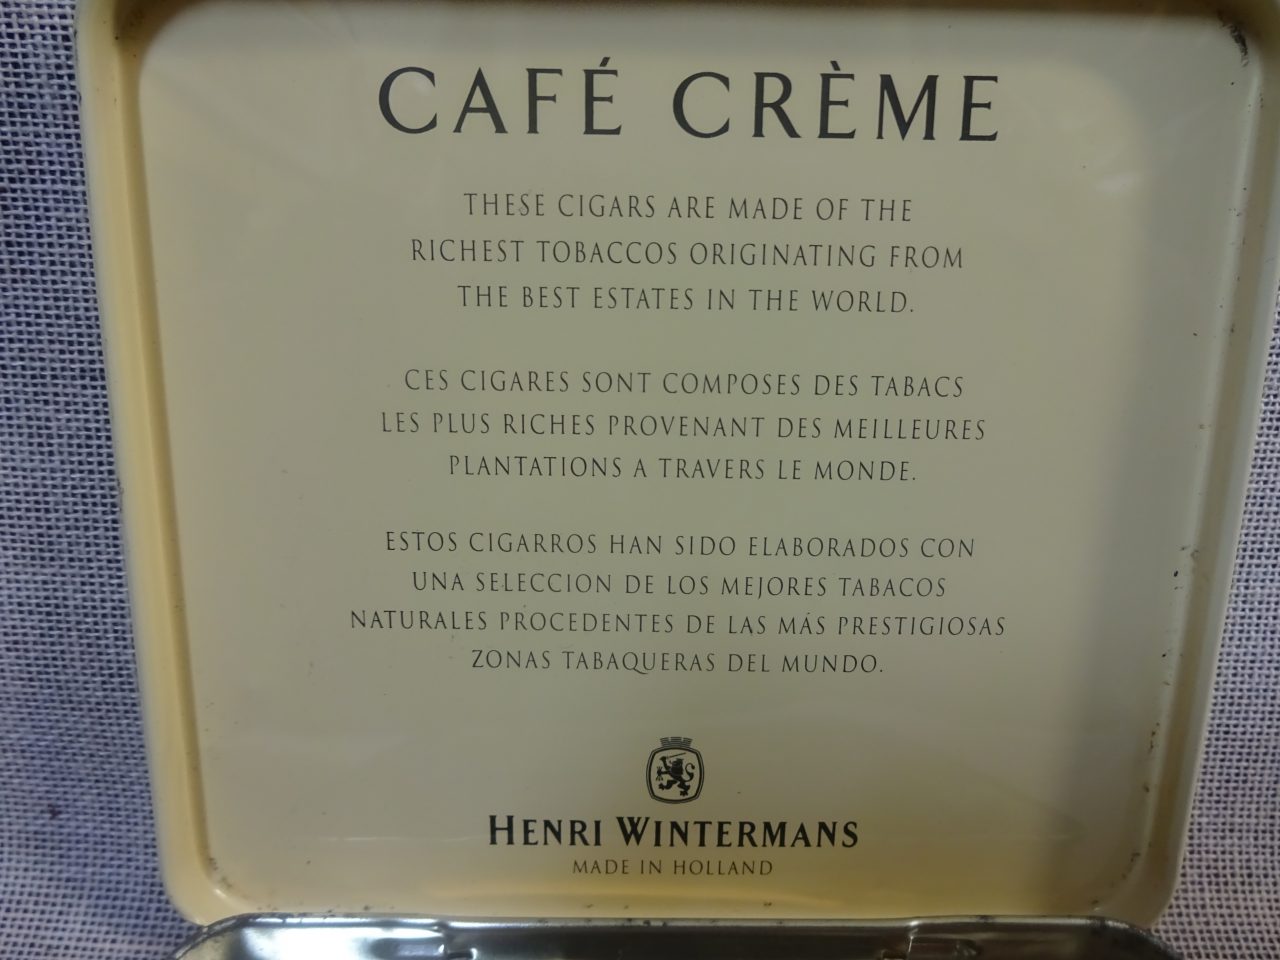 CAFÉ CRÈME
THESE CIGARS ARE MADE OF THE
RICHEST TOBACCOS ORIGINATING FROM
THE BEST ESTATES IN THE WORLD.
CES CIGARES SONT COMPOSES DES TABACS
LES PLUS RICHES PROVENANT DES MEILLEURES
PLANTATIONS A TRAVERS LE MONDE.
ESTOS CIGARROS HAN SIDO ELABORADOS CON
UNA SELECCION DE LOS MEJORES TABACOS
NATURALES PROCEDENTES DE LAS MÁS PRESTIGIOSAS
ZONAS TABAQUERAS DEL MUNDO.
HENRI WINTERMANS
MADE IN HOLLAND